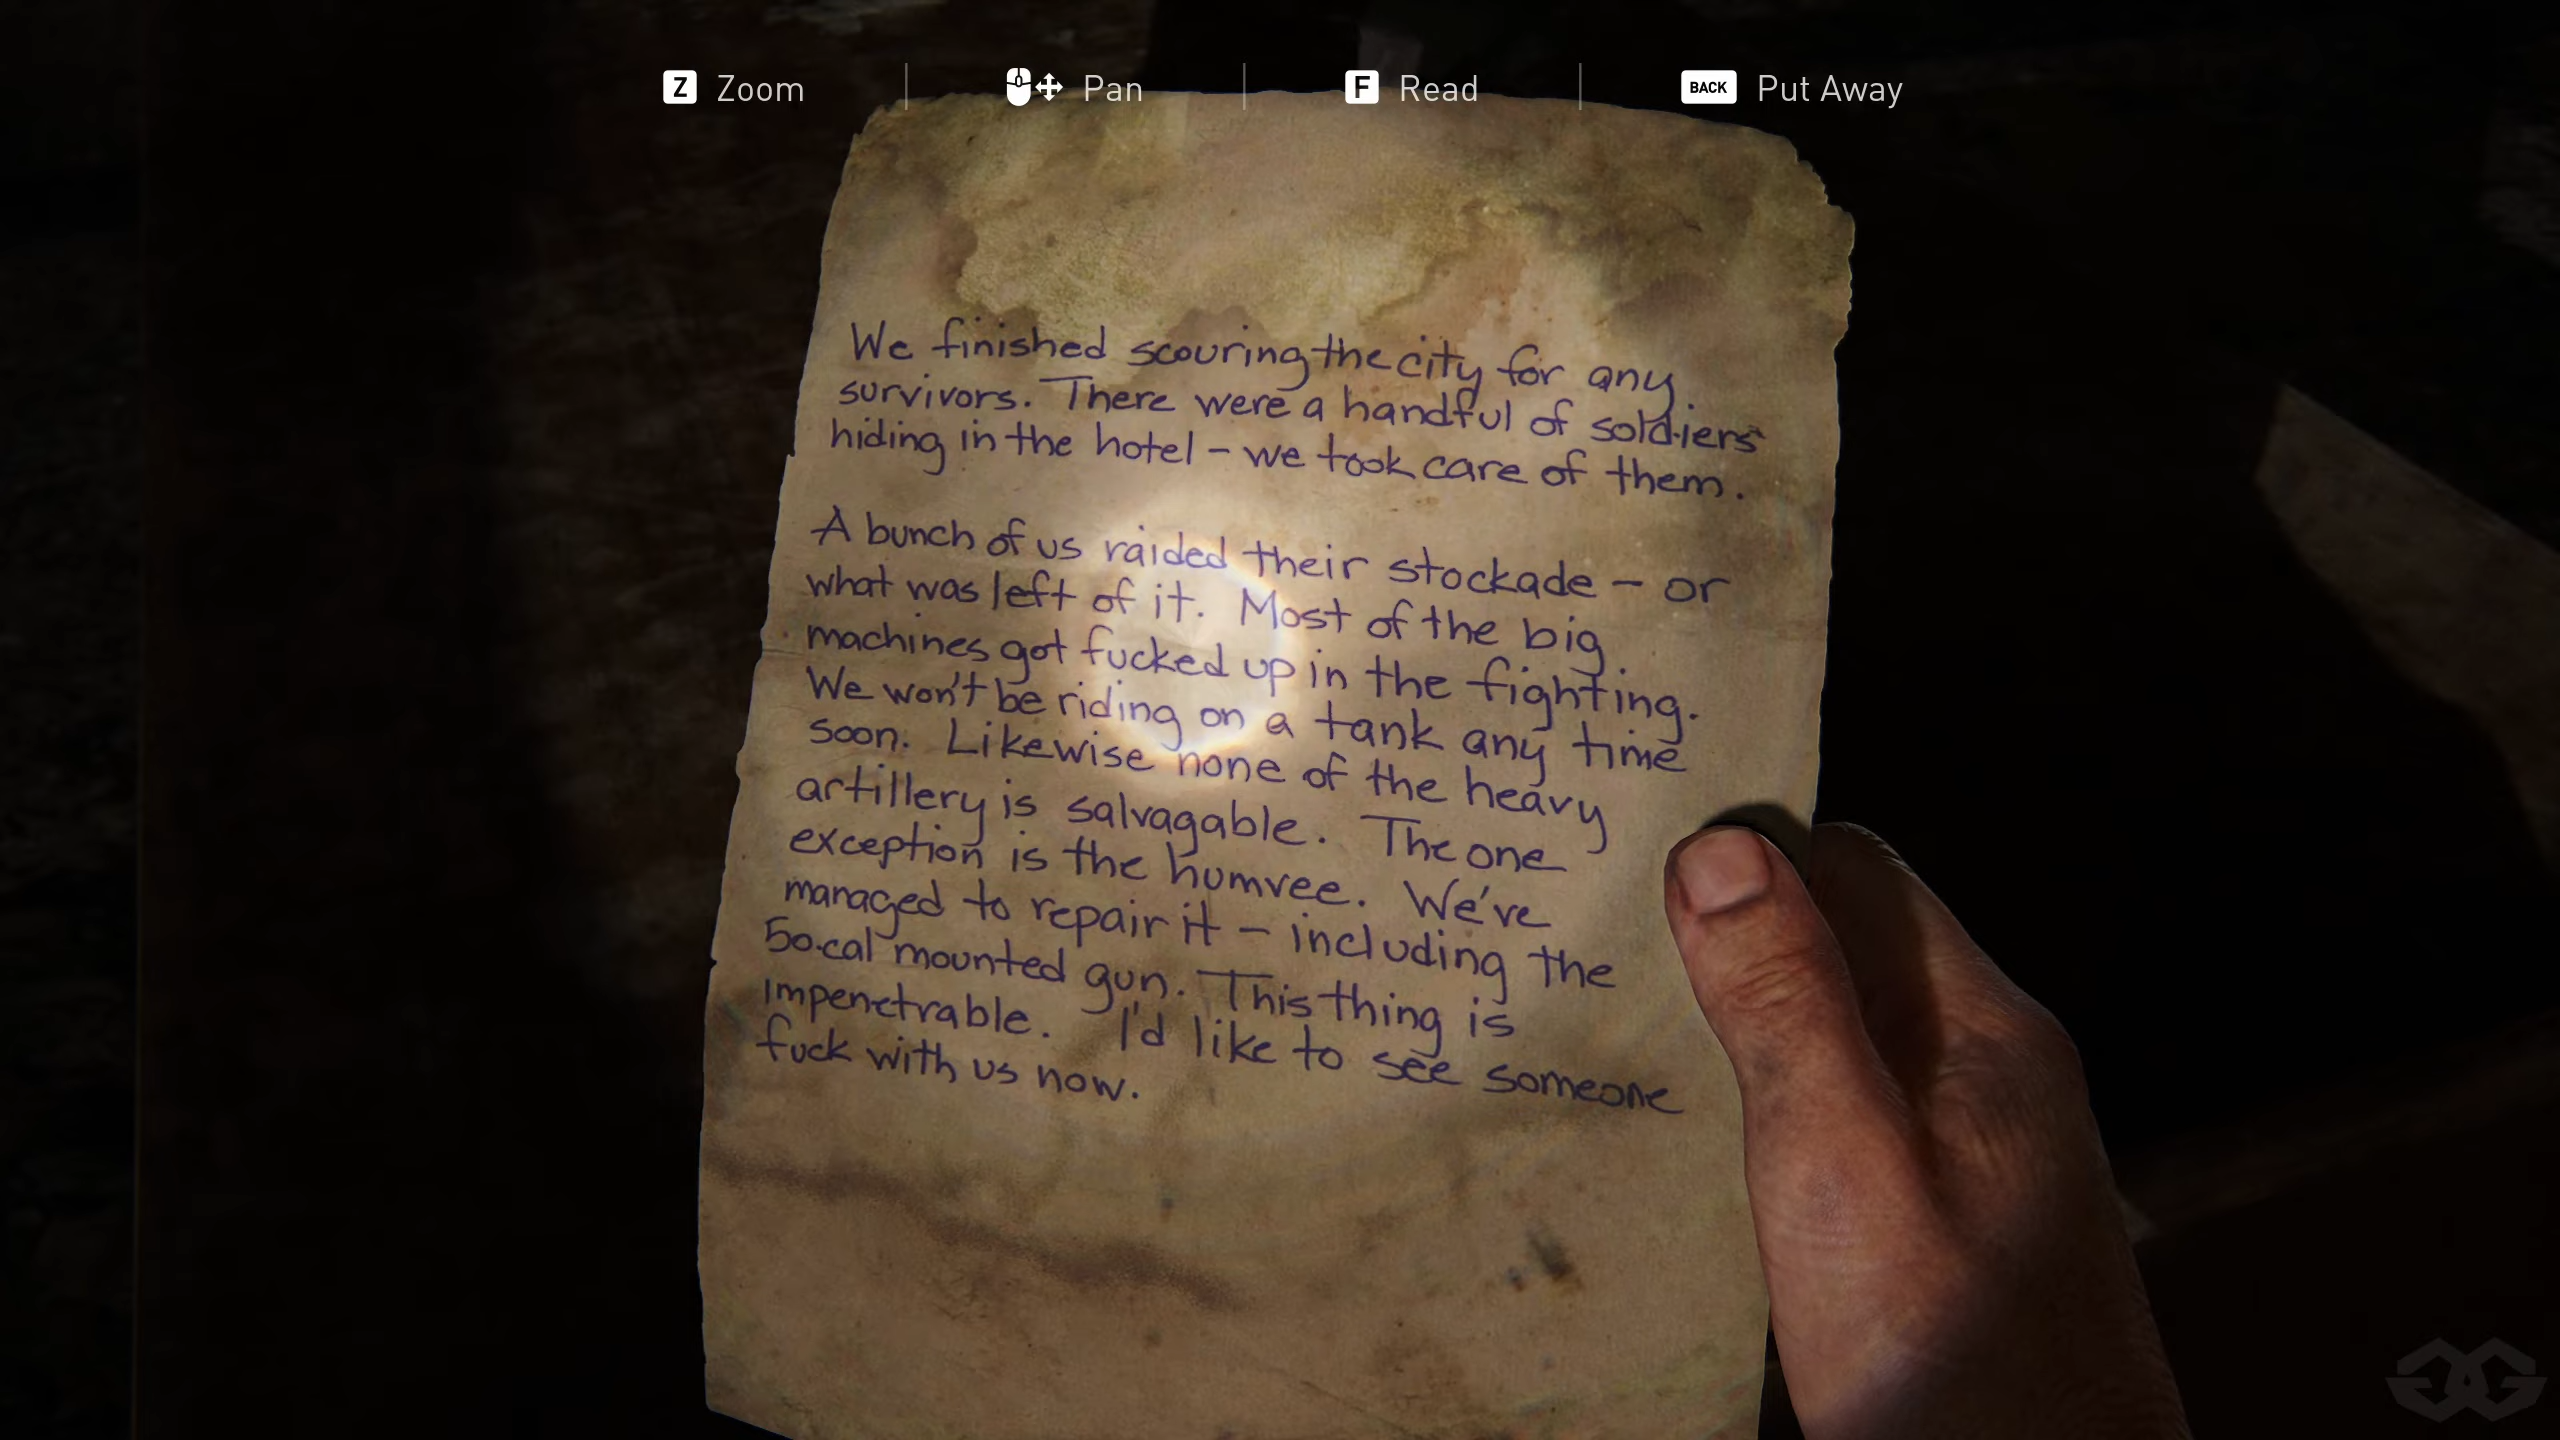 Z Zoom
Pan
F Read
BACK Put Away
We finished scouring the city for any
survivors. There were a handful of soldiers
hiding in the hotel – we took care of them.
A bunch of us raided their stockade – or
what was left of it. Most of the big
machines got fucked up in the fighting.
We won't be riding on a tank any time
soon. Likewise none of the heavy
artillery is salvagable. The one
exception is the humvee. We've
managed to repair it – including the
50.cal mounted gun. This thing is
impenetrable. I'd like to see someone
fuck with us now.